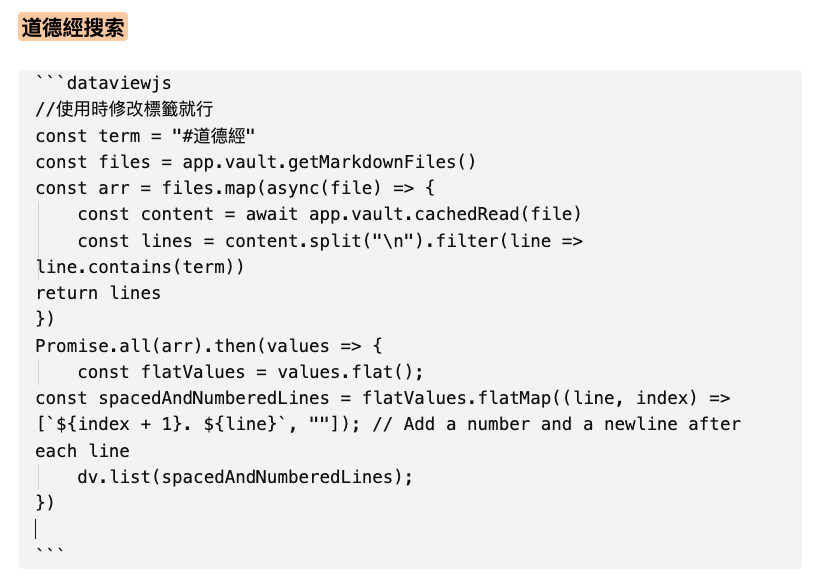 道德經搜索
```dataviewjs
//使用時修改標籤就行
const term = "#道德經"
const files = app.vault.getMarkdownFiles()
const arr = files.map(async(file) => {
    const content = await app.vault.cachedRead(file)
    const lines = content.split("\n").filter(line =>
line.contains(term))
return lines
})
Promise.all(arr).then(values => {
    const flatValues = values.flat();
const spacedAndNumberedLines = flatValues.flatMap((line, index) =>
[`${index + 1}. ${line}`, ""]); // Add a number and a newline after
each line
    dv.list(spacedAndNumberedLines);
})
```